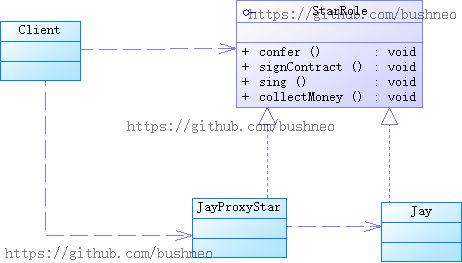 StarRole
https://github.com/bushneo
Client
+ confer () : void
+ signContract () : void
+ sing () : void
+ collectMoney () : void
https://github.com/bushneo
JayProxyStar
Jay
https://github.com/bushneo